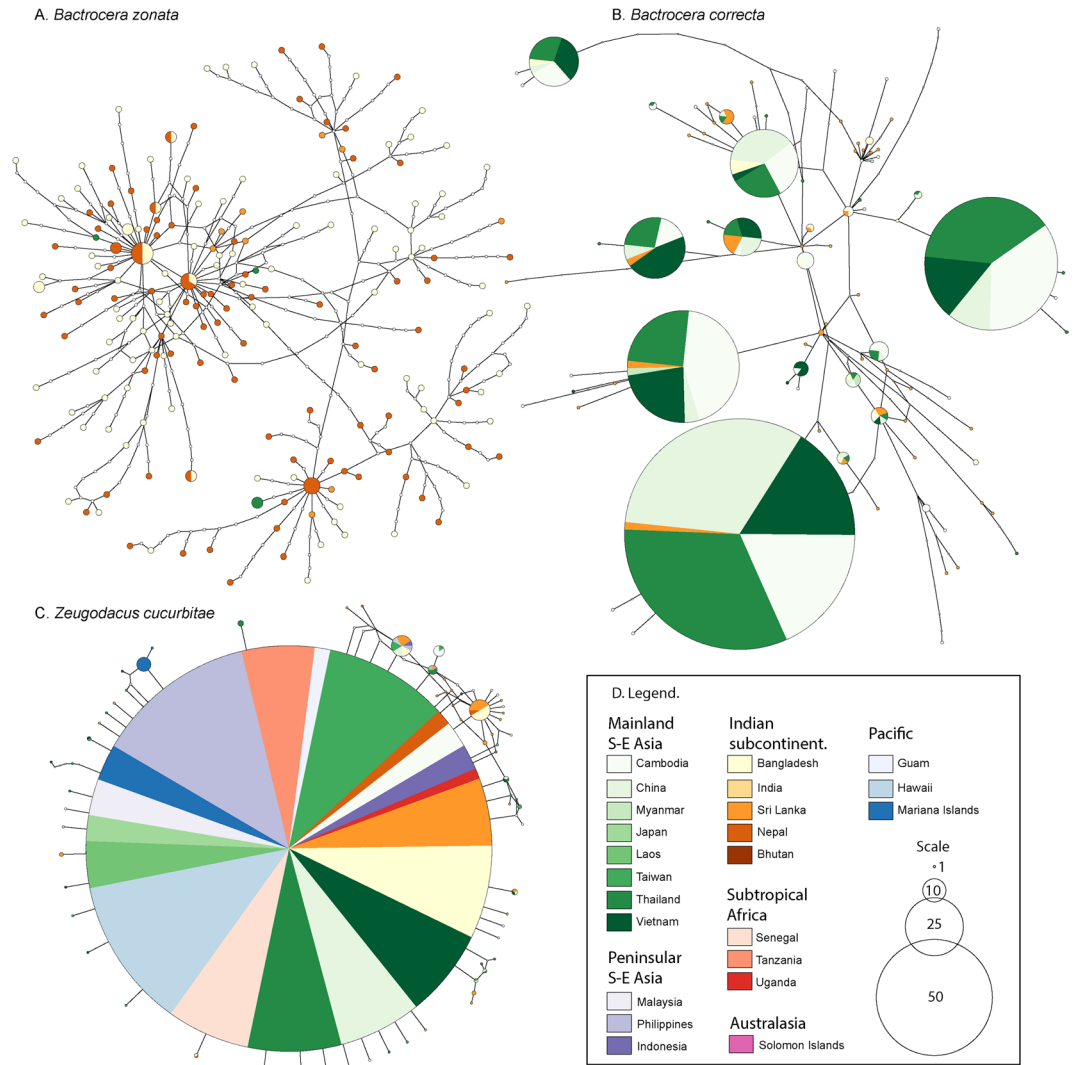 A. Bactrocera zonata
B. Bactrocera correcta
C. Zeugodacus cucurbitae
D. Legend.
Mainland
S-E Asia
Cambodia
China
Myanmar
Japan
Laos
Taiwan
Thailand
Vietnam
Peninsular
S-E Asia
Malaysia
Philippines
Indonesia
Indian
subcontinent.
Bangladesh
India
Sri Lanka
Nepal
Bhutan
Subtropical
Africa
Senegal
Tanzania
Uganda
Australasia
Solomon Islands
Pacific
Guam
Hawaii
Mariana Islands
Scale
1
10
25
50